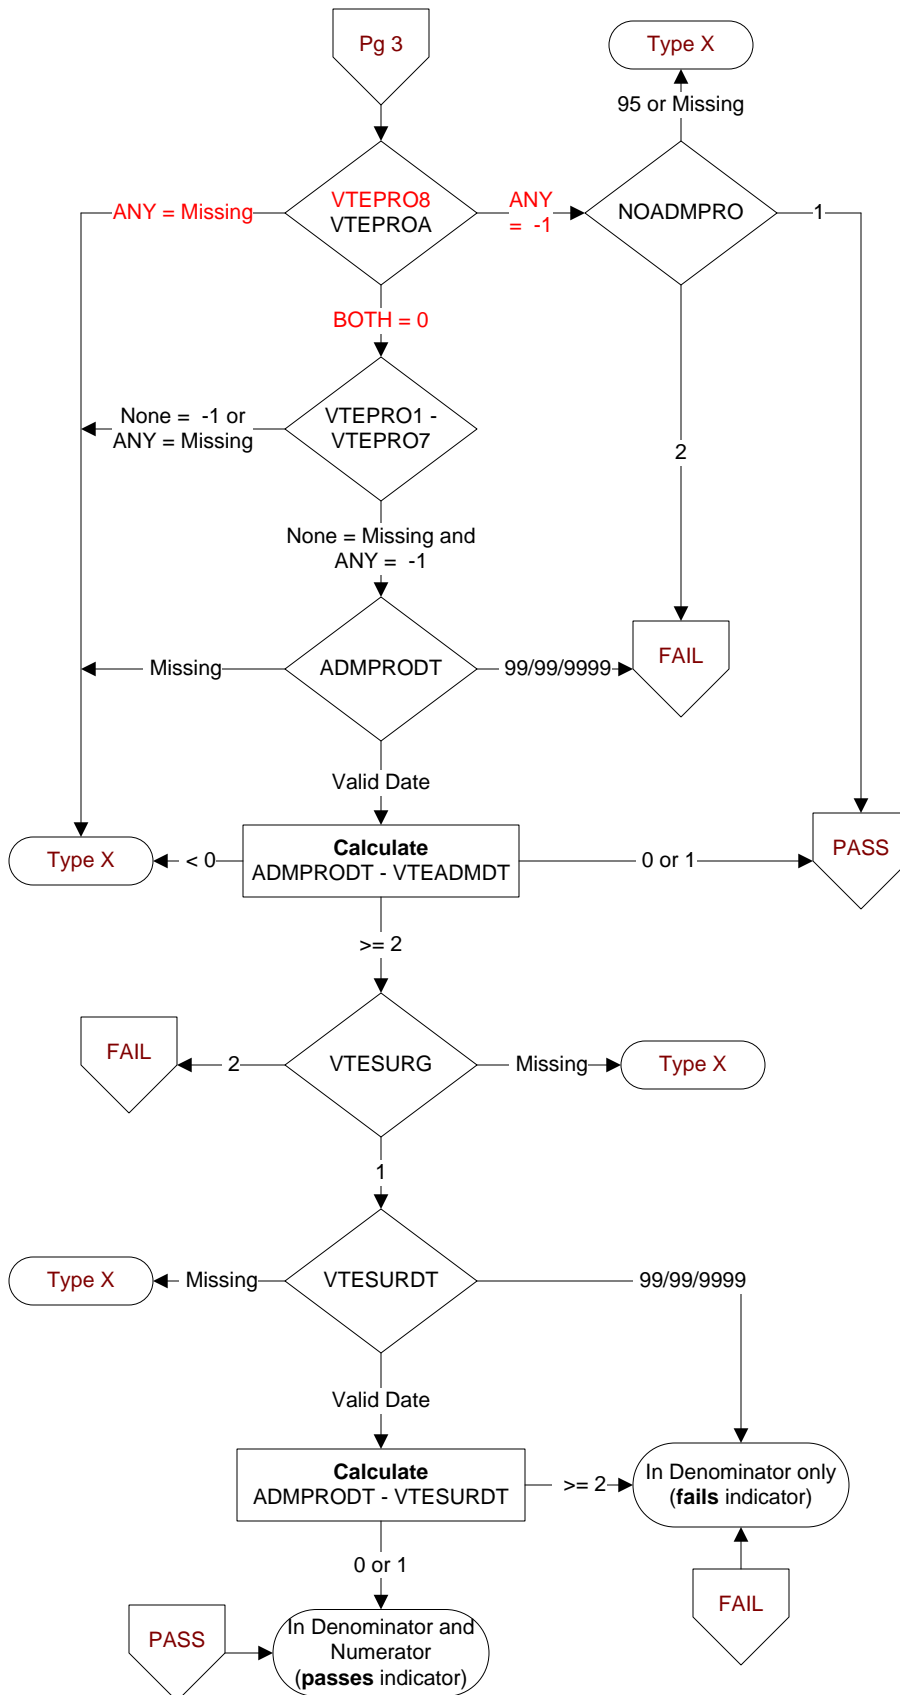 Pg 3
Type X
95 or Missing
ANY = Missing
VTEPRO8
VTEPROA
ANY
= -1
NOADMPRO
1
BOTH = 0
None = -1 or
ANY = Missing
VTEPRO1 -
VTEPRO7
2
None = Missing and
ANY = -1
Missing
ADMPRODT
99/99/9999
FAIL
Valid Date
Type X
< 0
Calculate
ADMPRODT - VTEADMDT
0 or 1
PASS
>= 2
FAIL
2
VTESURG
Missing
Type X
1
Type X
Missing
VTESURDT
99/99/9999
Valid Date
Calculate
ADMPRODT - VTESURDT
>= 2
In Denominator only
(fails indicator)
0 or 1
FAIL
PASS
In Denominator and
Numerator
(passes indicator)